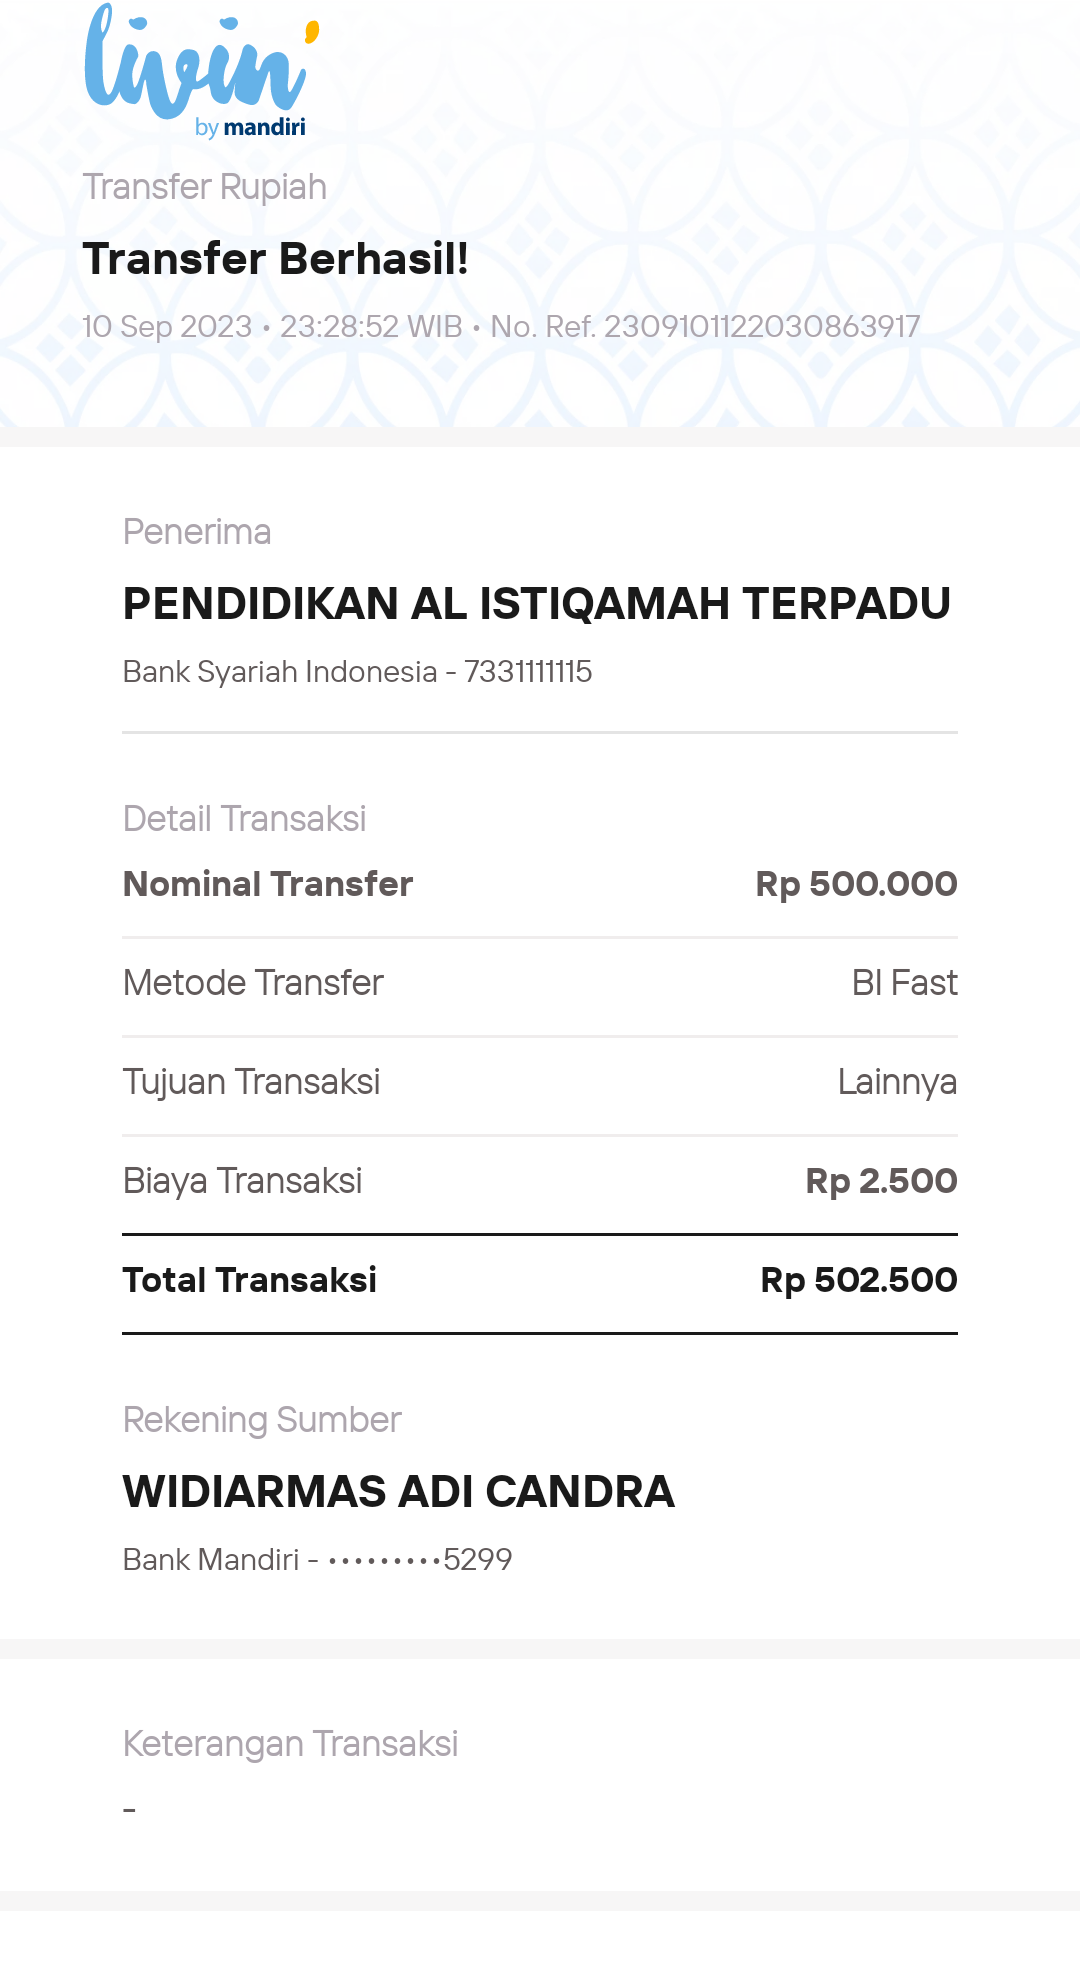 livin'
by mandiri
Transfer Rupiah
Transfer Berhasil!
10 Sep 2023 • 23:28:52 WIB • No. Ref. 2309101122030863917
Penerima
PENDIDIKAN AL ISTIQAMAH TERPADU
Bank Syariah Indonesia - 7331111115
Detail Transaksi
Nominal Transfer Rp 500.000
Metode Transfer BI Fast
Tujuan Transaksi Lainnya
Biaya Transaksi Rp 2.500
Total Transaksi Rp 502.500
Rekening Sumber
WIDIARMAS ADI CANDRA
Bank Mandiri - •••••••••5299
Keterangan Transaksi
-